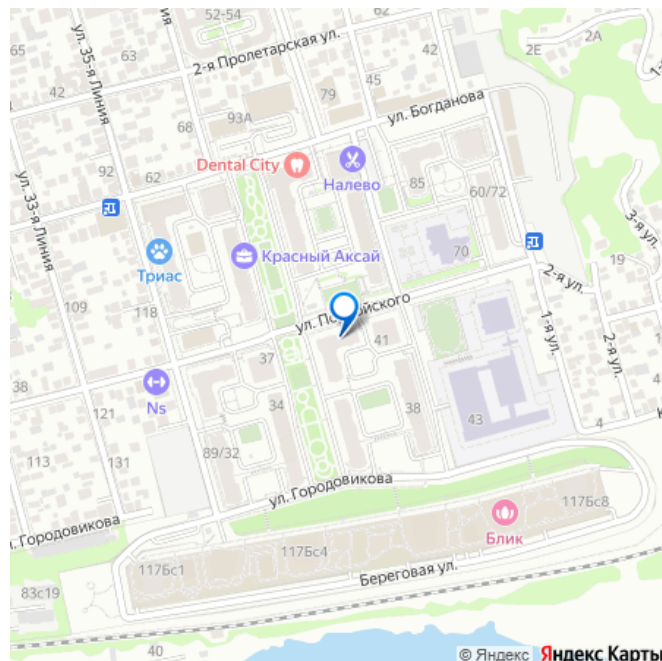 52-54
2Е
2А
65
63
42
2-я Пролетарская ул.
ул. 35-я Линия
42
45
79
ул. Богданова
93А
68
Dental City
Налево
92
62
85
60/72
ул. 33-я Линия
3-я ул.
Триас
Красный Аксай
70
19
2-я ул.
109
118
ул. По
йского
1-я ул.
2-я ул.
37
41
38
Ns
121
34
38
43
4
113
131
89/32
ул. Городовикова
Городовикова
117Бс8
Блик
117Бс4
117Бс1
Береговая ул.
83с19
40
© Яндекс Яндекс Карты